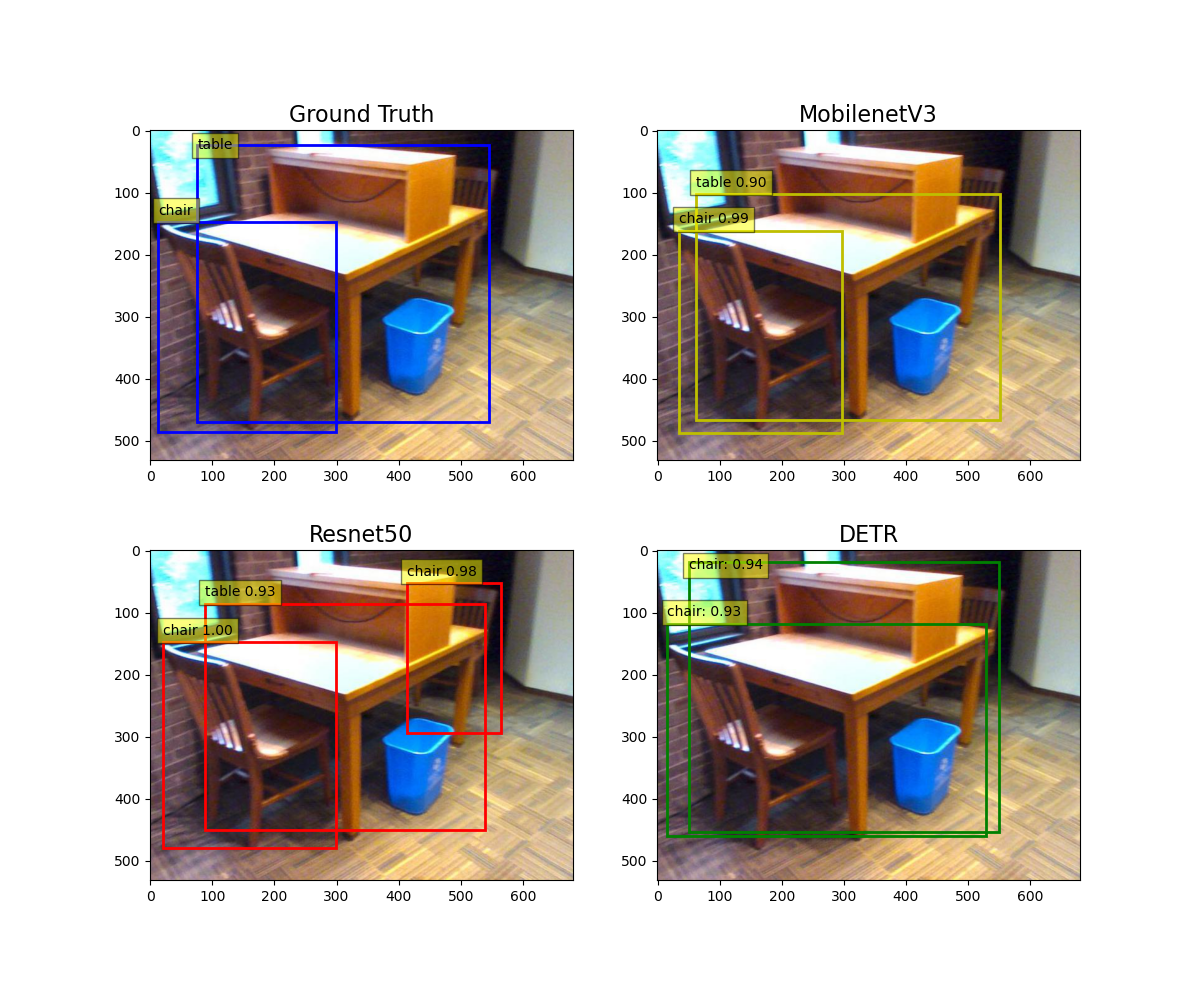 Ground Truth
MobilenetV3
0
100
200
300
400
500
0 100 200 300 400 500 600
table
chair
0
100
200
300
400
500
0 100 200 300 400 500 600
table 0.90
chair 0.99
Resnet50
DETR
0
100
200
300
400
500
0 100 200 300 400 500 600
chair 0.98
table 0.93
chair 1.00
0
100
200
300
400
500
0 100 200 300 400 500 600
chair: 0.94
chair: 0.93